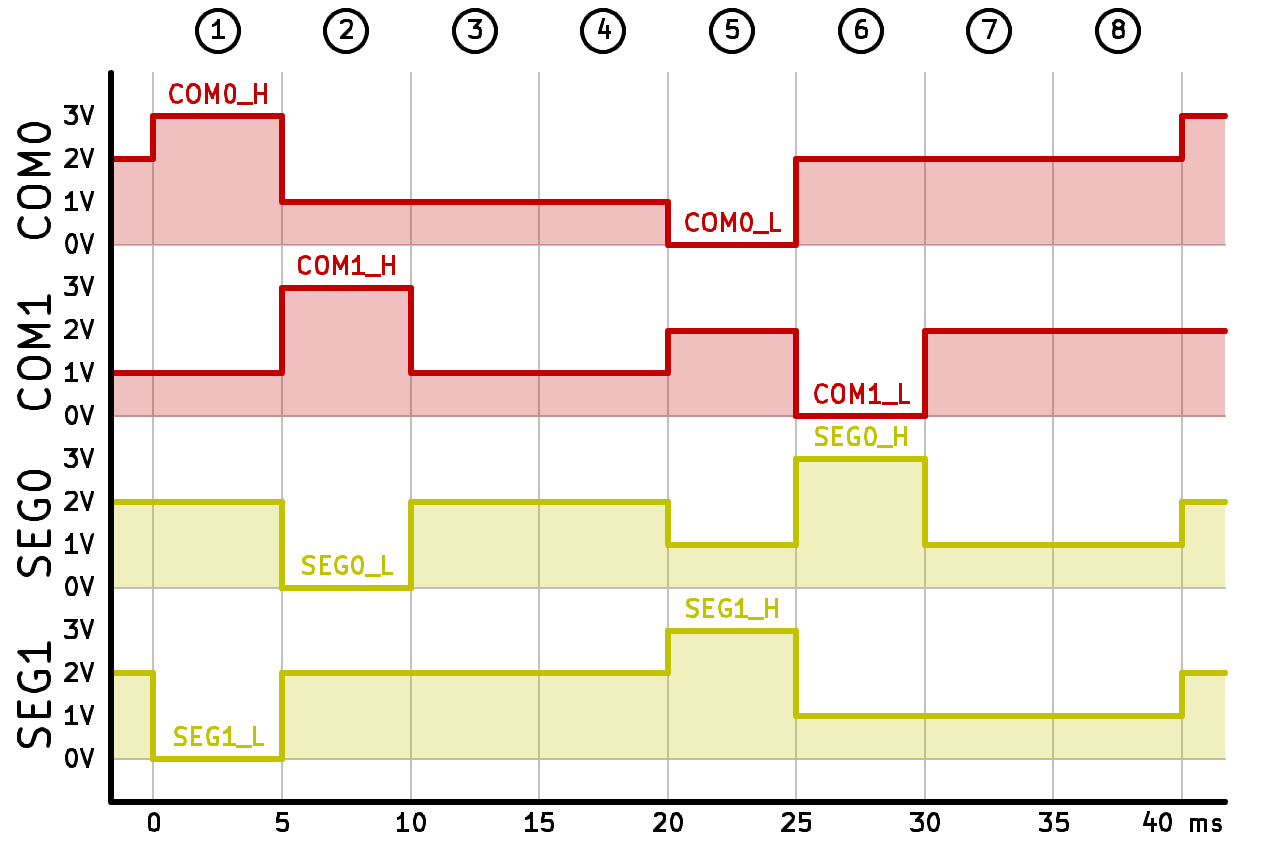 1 2 3 4 5 6 7 8
COM0
3V
2V
1V
0V
COM0_H
COM0_L
COM1
3V
2V
1V
0V
COM1_H
COM1_L
SEG0
3V
2V
1V
0V
SEG0_H
SEG0_L
SEG1
3V
2V
1V
0V
SEG1_H
SEG1_L
0 5 10 15 20 25 30 35 40 ms